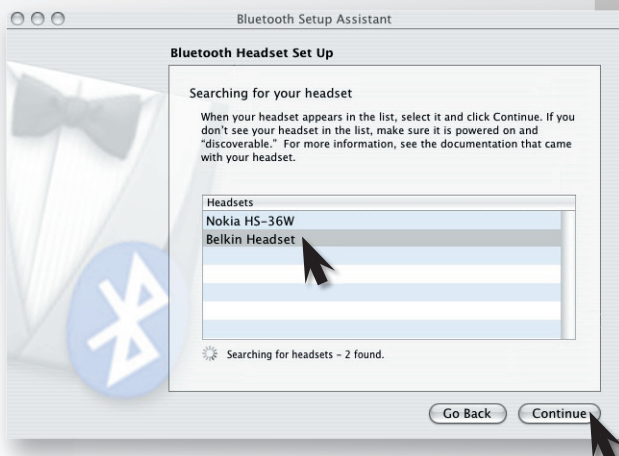 Bluetooth Setup Assistant
Bluetooth Headset Set Up
Searching for your headset
When your headset appears in the list, select it and click Continue. If you
don't see your headset in the list, make sure it is powered on and
“discoverable.” For more information, see the documentation that came
with your headset.
Headsets
Nokia HS-36W
Belkin Headset
Searching for headsets – 2 found.
Go Back
Continue